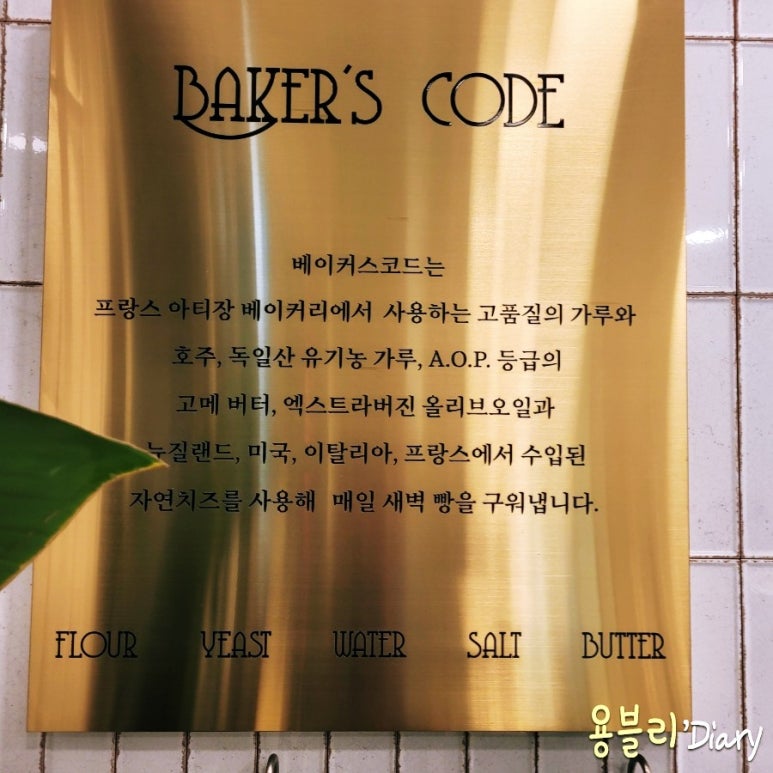 BAKER'S CODE
베이커스코드는
프랑스 아티장 베이커리에서 사용하는 고품질의 가루와
호주, 독일산 유기농 가루, A.O.P. 등급의
고메 버터, 엑스트라버진 올리브오일과
뉴질랜드, 미국, 이탈리아, 프랑스에서 수입된
자연치즈를 사용해 매일 새벽 빵을 구워냅니다.
FLOUR YEAST WATER SALT BUTTER
용블리'Diary